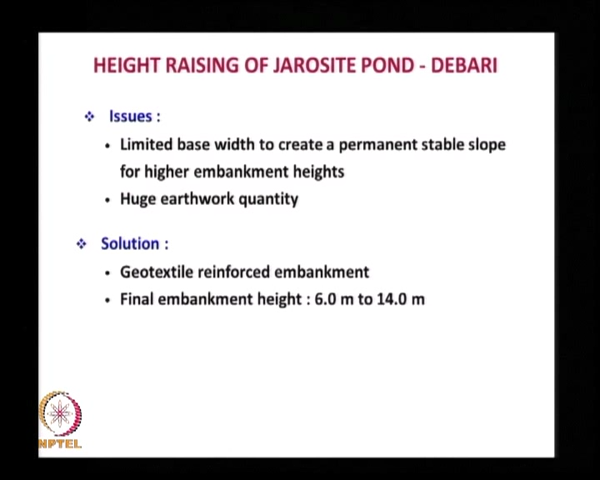 HEIGHT RAISING OF JAROSITE POND - DEBARI
❖ Issues :
• Limited base width to create a permanent stable slope
for higher embankment heights
• Huge earthwork quantity
❖ Solution :
• Geotextile reinforced embankment
• Final embankment height : 6.0 m to 14.0 m
NPTEL